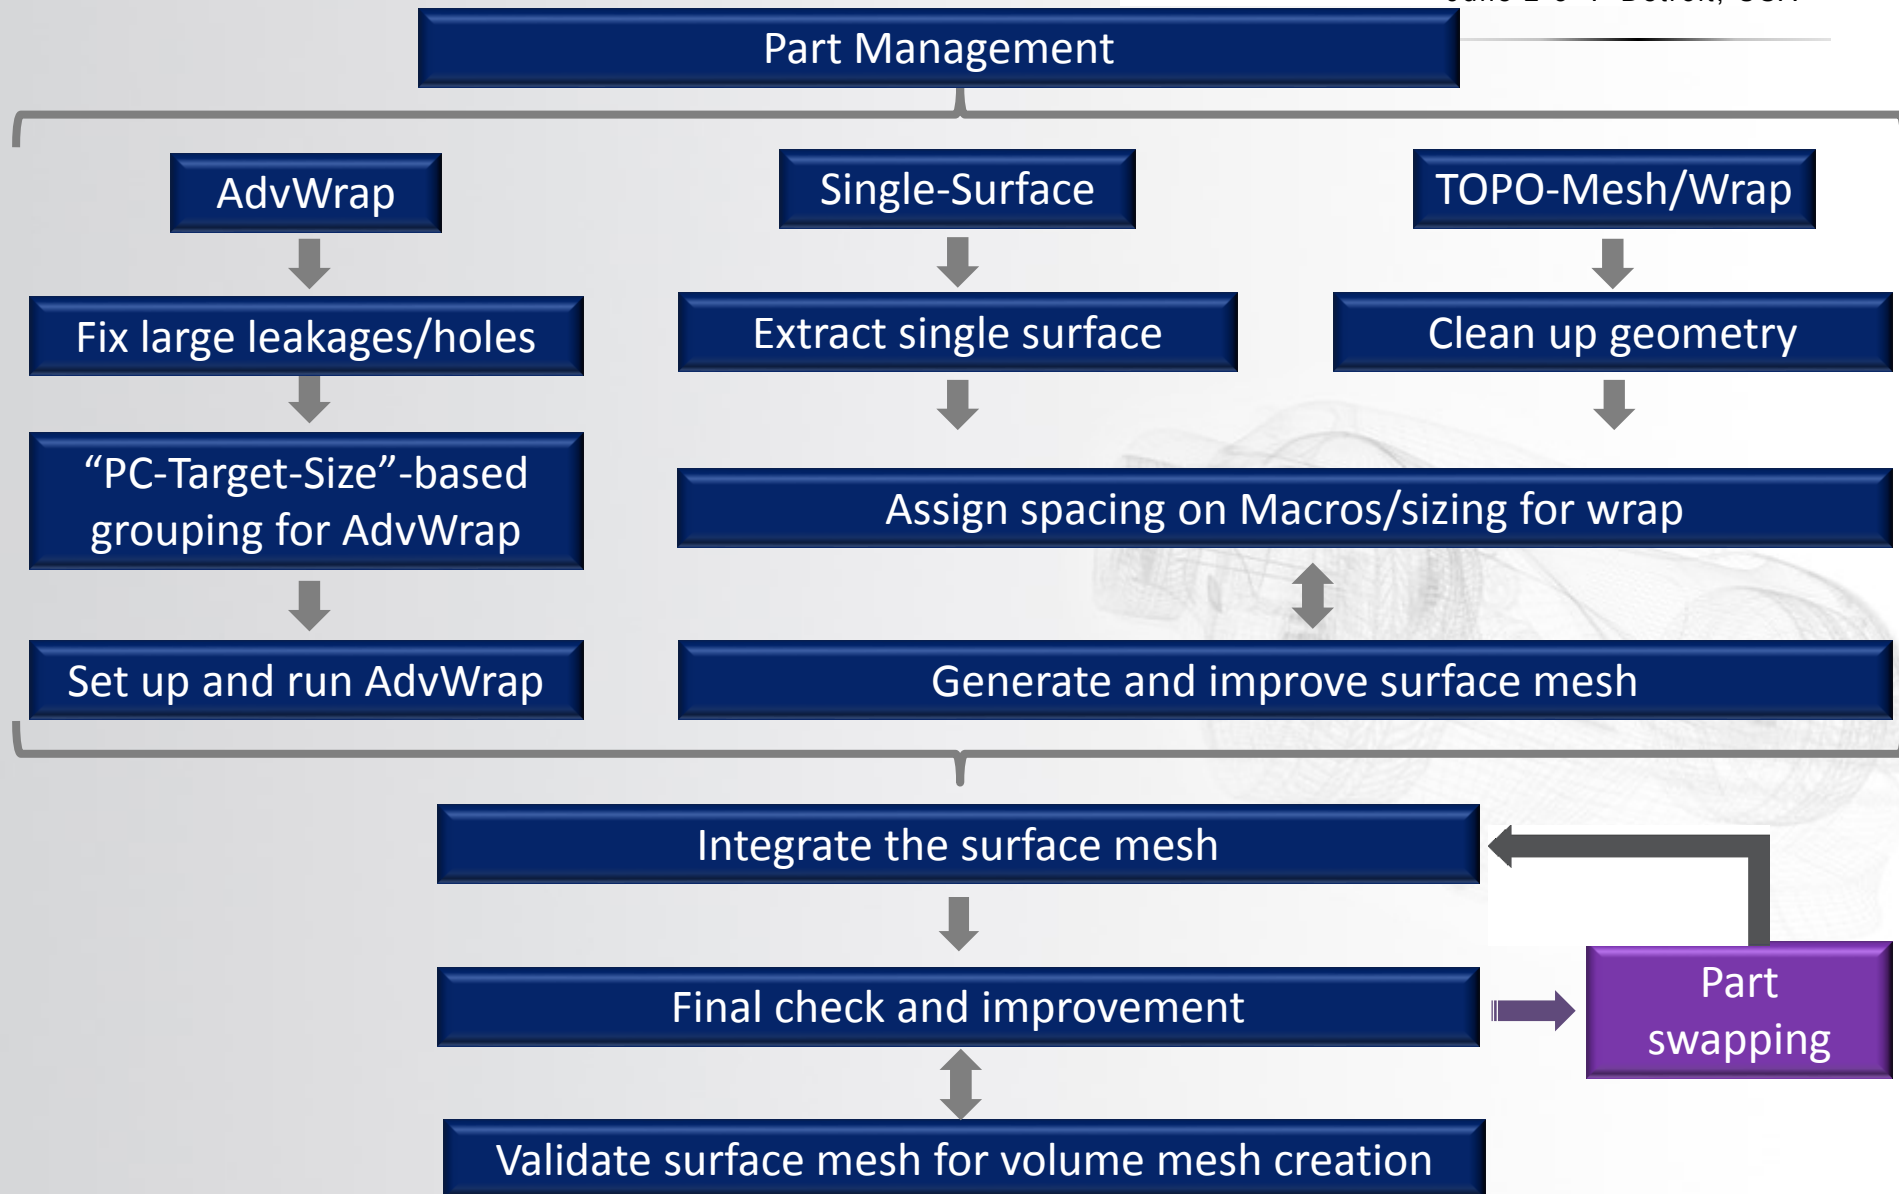 Detroit, USA
Part Management
AdvWrap
Single-Surface
TOPO-Mesh/Wrap
Fix large leakages/holes
Extract single surface
Clean up geometry
“PC-Target-Size”-based
grouping for AdvWrap
Assign spacing on Macros/sizing for wrap
Set up and run AdvWrap
Generate and improve surface mesh
Integrate the surface mesh
Final check and improvement
Part
swapping
Validate surface mesh for volume mesh creation